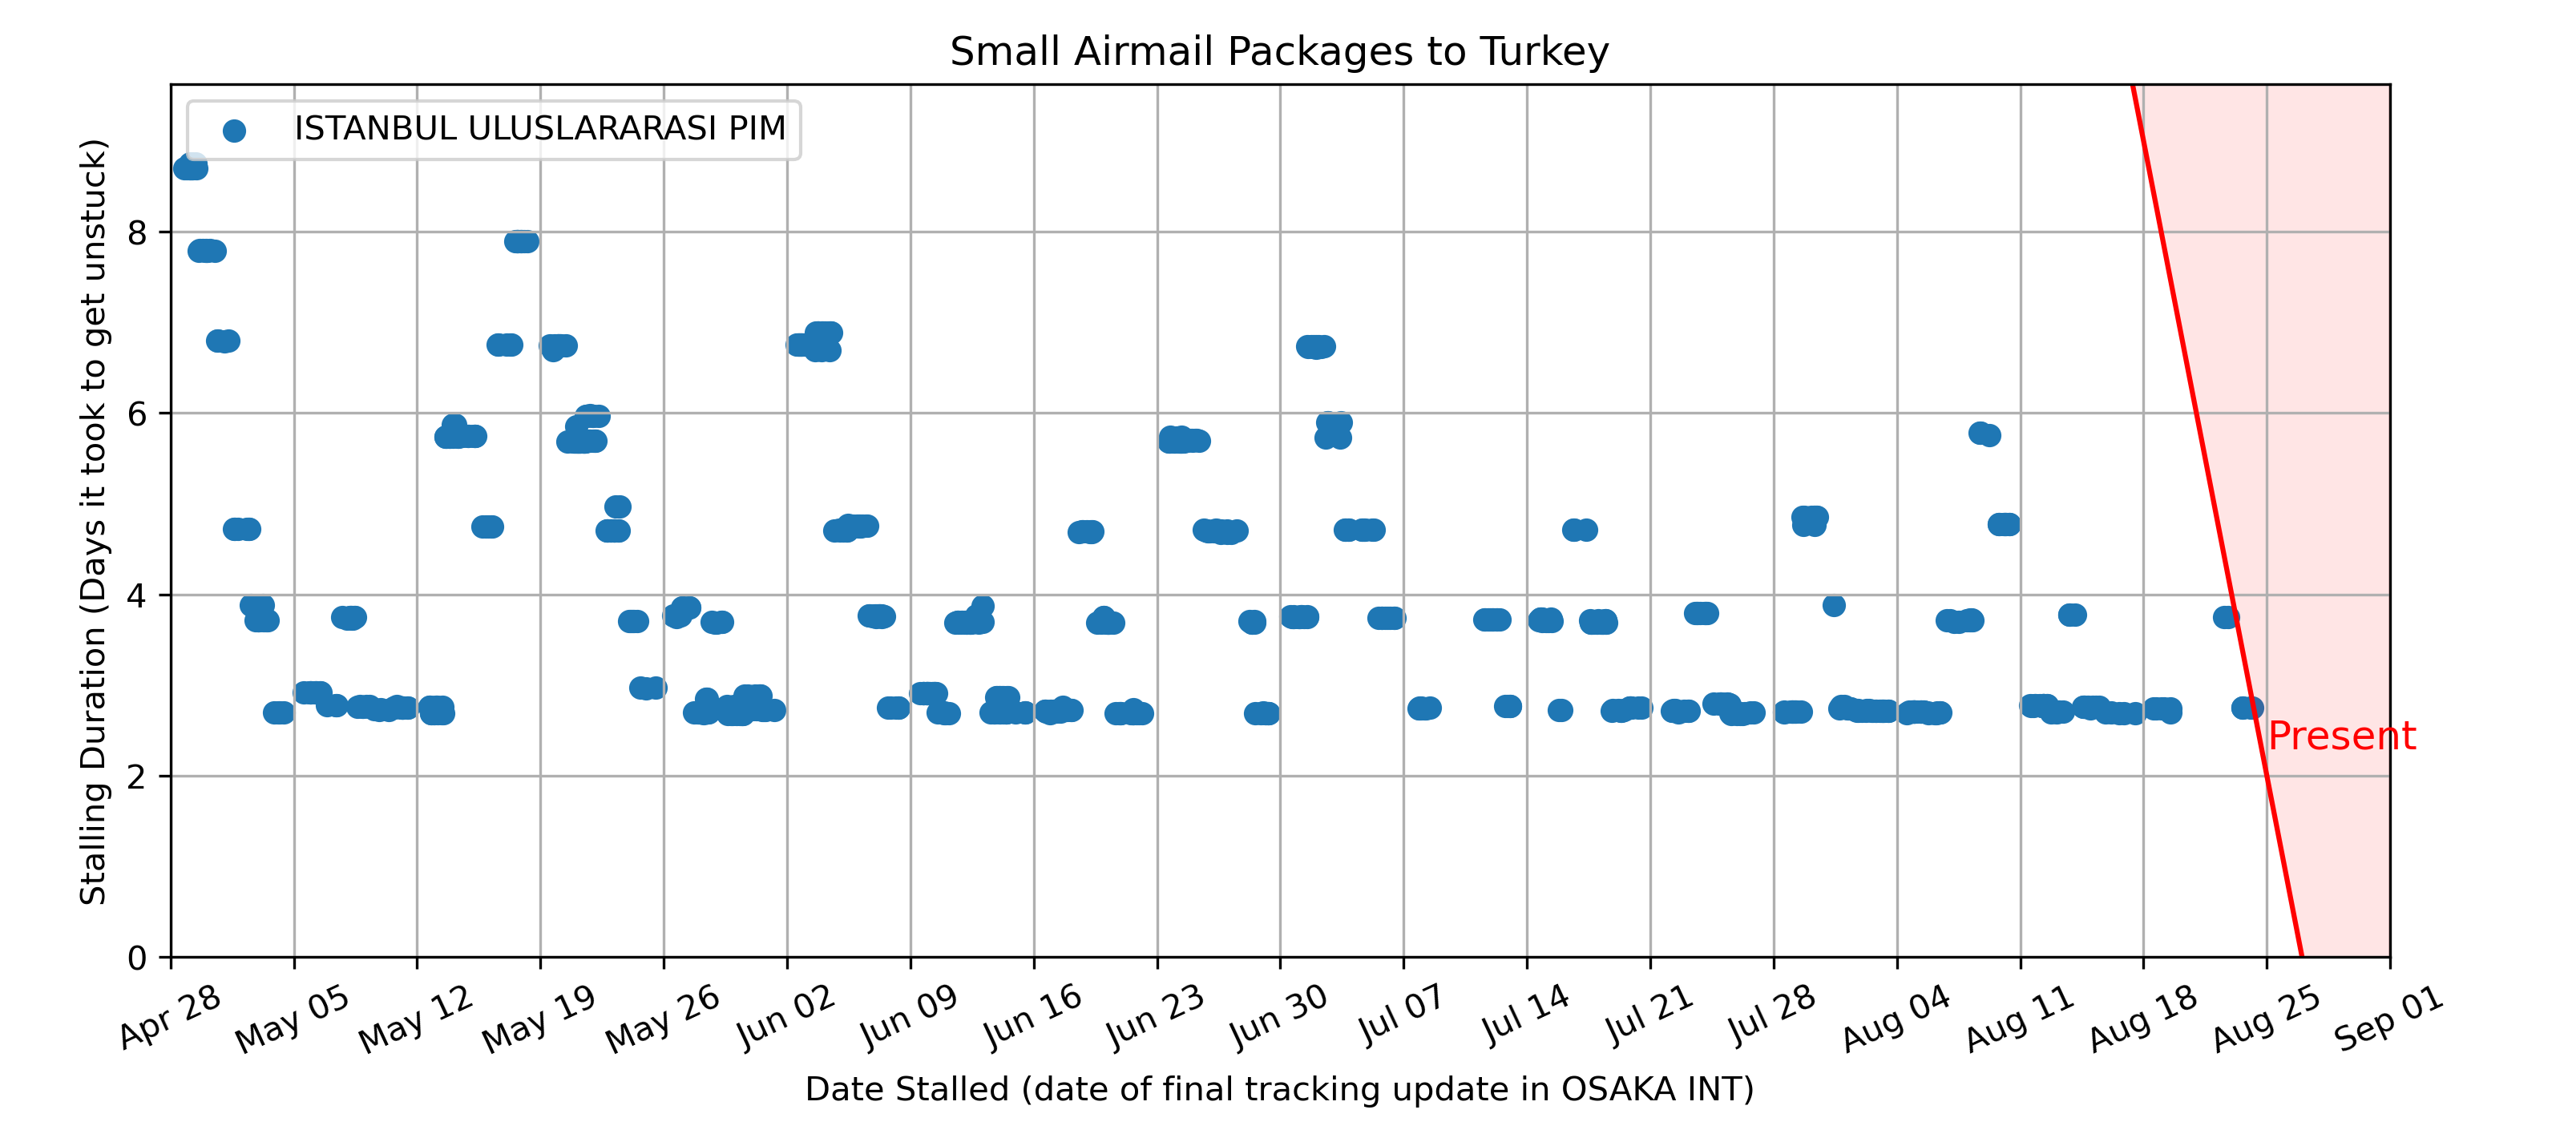 Small Airmail Packages to Turkey
ISTANBUL ULUSLARARASI PIM
Stalling Duration (Days it took to get unstuck)
8
6
4
2
0
Present
Apr 28
May 05
May 12
May 19
May 26
Jun 02
Jun 09
Jun 16
Jun 23
Jun 30
Jul 07
Jul 14
Jul 21
Jul 28
Aug 04
Aug 11
Aug 18
Aug 25
Sep 01
Date Stalled (date of final tracking update in OSAKA INT)